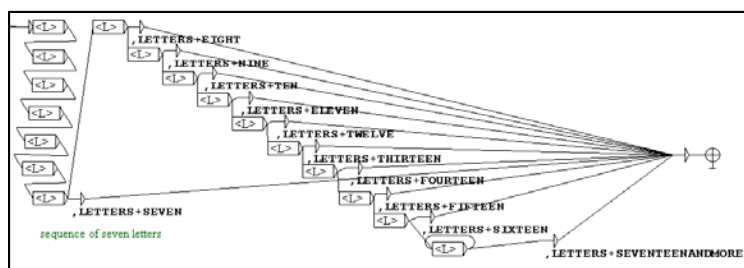 <L> <L>
,LETTERS+EIGHT
<L> <L>
,LETTERS+NINE
<L> <L>
,LETTERS+TEN
<L>
,LETTERS+ELEVEN
<L> <L>
,LETTERS+TWELVE
<L> <L>
,LETTERS+THIRTEEN
<L> <L>
,LETTERS+FOURTEEN
<L> <L>
,LETTERS+SEVEN
,LETTERS+FIFTEEN
<L>
,LETTERS+SIXTEEN
sequence of seven letters
<L>
,LETTERS+SEVENTEENANDMORE